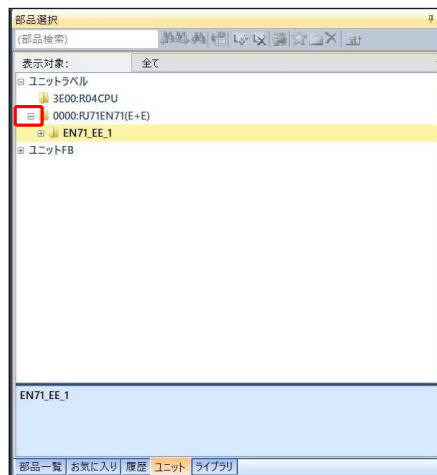 部品選択
(部品検索)
表示対象: 全て
ユニットラベル
3E00:R04CPU
0000:RJ71EN71(E+E)
EN71_EE_1
ユニットFB
EN71_EE_1
部品一覧 お気に入り 履歴 ユニット ライブラリ